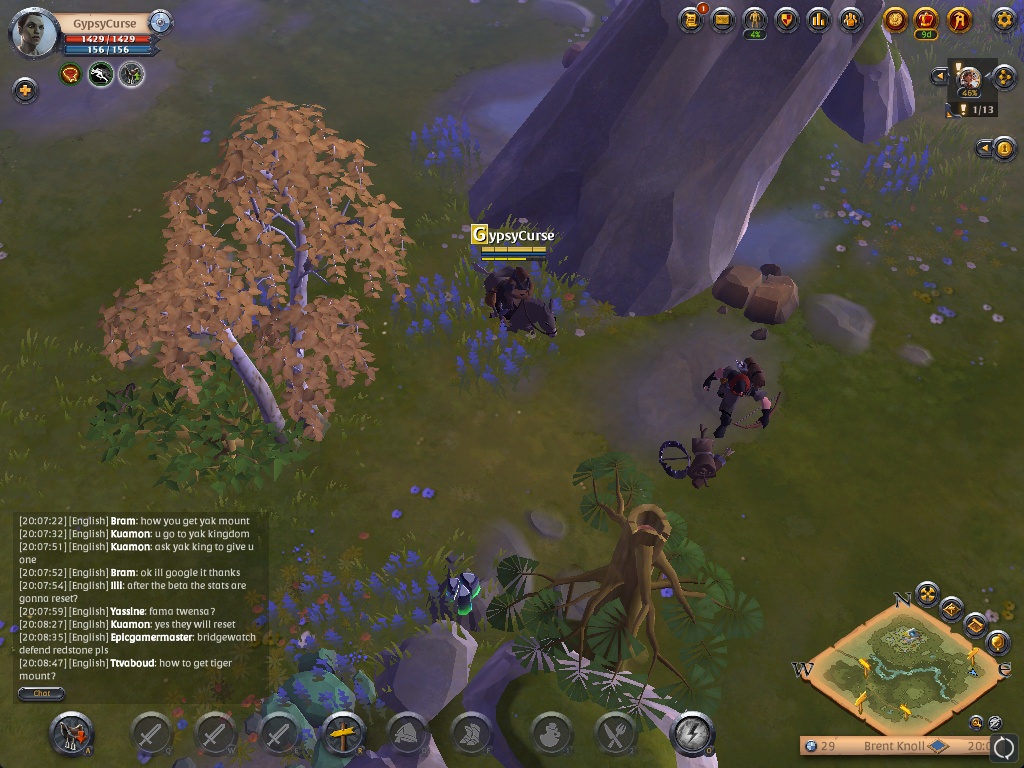 GypsyCurse
1429 / 1429
156 / 156
1
4%
9d
46%
1/13
1
GypsyCurse
[20:07:22] [English] Bram: how you get yak mount
[20:07:32] [English] Kuamon: u go to yak kingdom
[20:07:51] [English] Kuamon: ask yak king to give u
one
[20:07:52] [English] Bram: ok ill google it thanks
[20:07:54] [English] Illl: after the beta the stats are
gonna reset?
[20:07:59] [English] Yassine: fama twensa?
[20:08:27] [English] Kuamon: yes they will reset
[20:08:35] [English] Epicgamermaster: bridgewatch
defend redstone pls
[20:08:47] [English] Ttvaboud: how to get tiger
mount?
Chat
N
W
E
A
Q
W
E
R
29
Brent Knoll